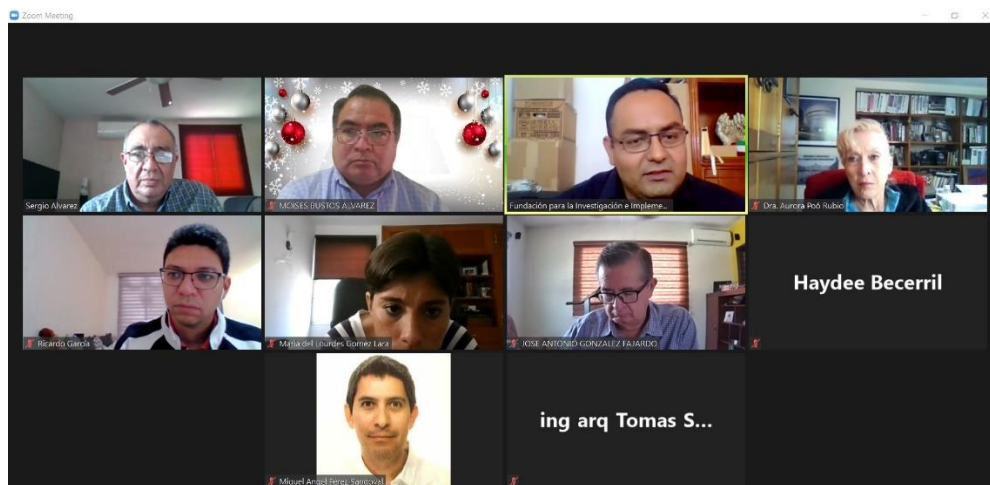 Zoom Meeting
Sergio Alvarez
MOISES BUSTOS ALVAREZ
Fundación para la Investigación e Impleme...
Dra. Aurora Poó Rubio
Ricardo García
Maria del Lourdes Gomez Lara
JOSE ANTONIO GONZALEZ FAJARDO
Haydee Becerril
Miguel Angel Pérez Sandoval
ing arq Tomas S...